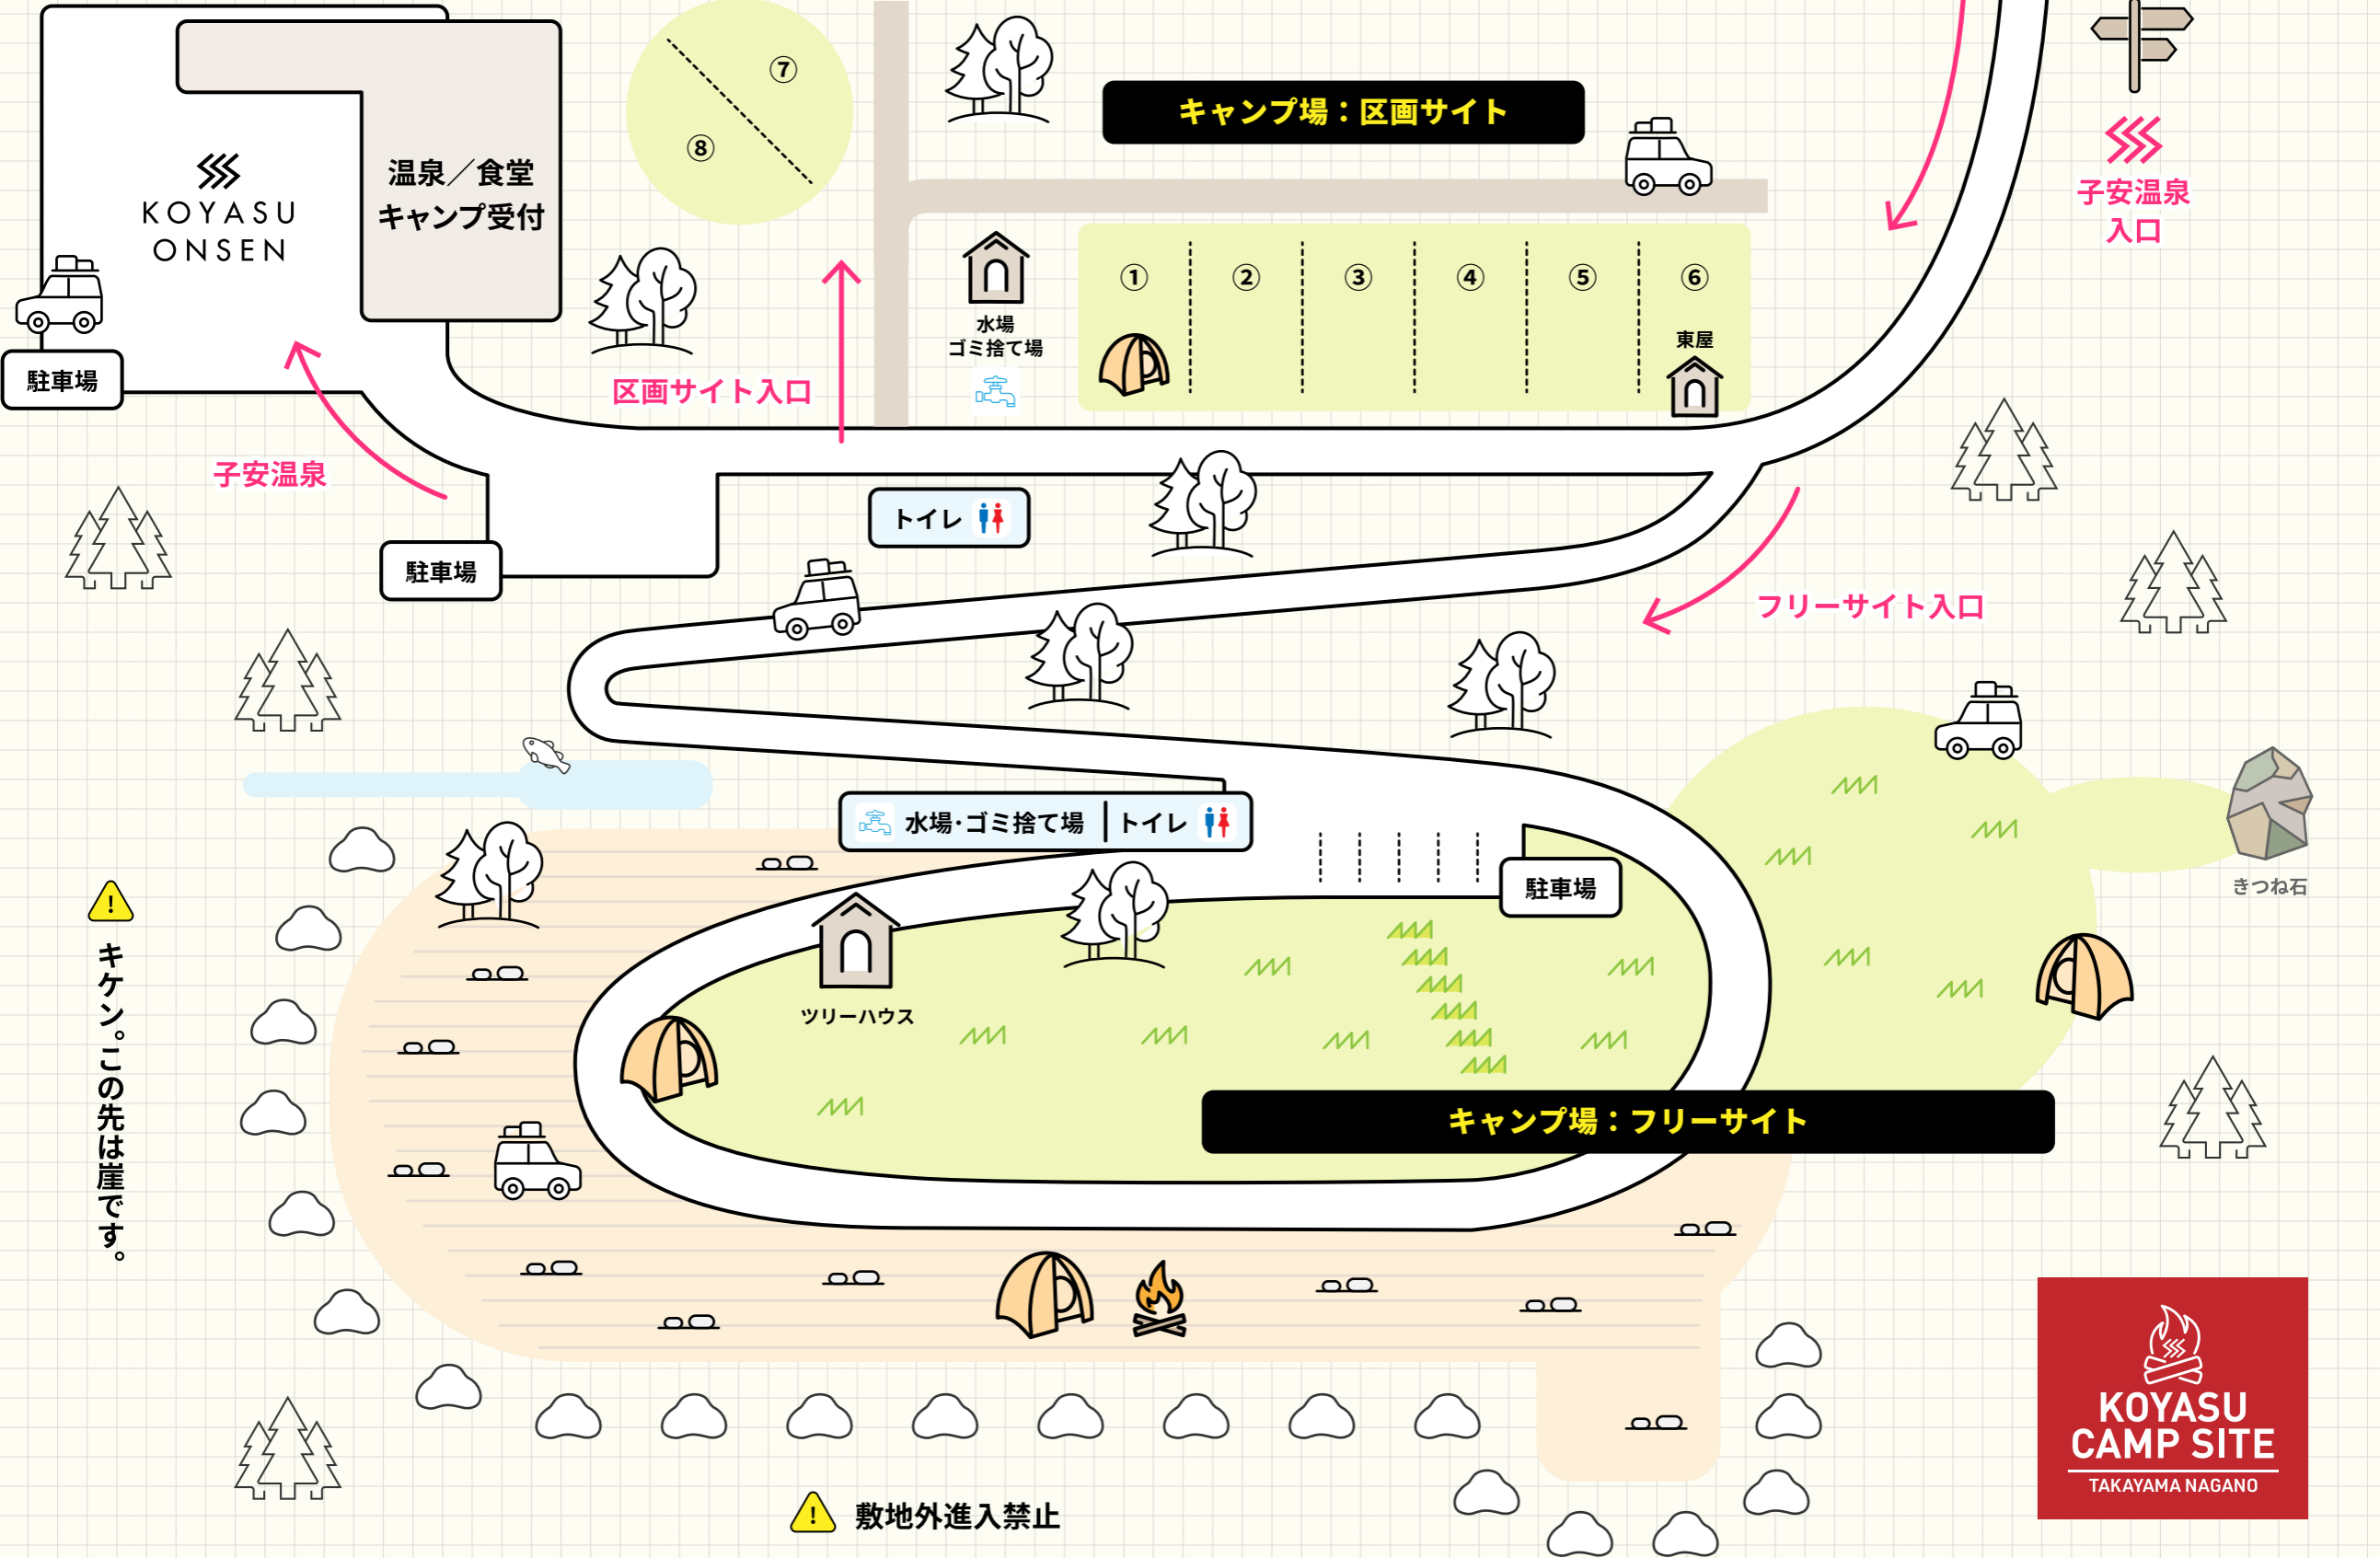 ⑦
⑧
キャンプ場：区画サイト
KOYASU
ONSEN
温泉／食堂
キャンプ受付
子安温泉
入口
①
②
③
④
⑤
⑥
水場
ゴミ捨て場
東屋
駐車場
区画サイト入口
子安温泉
トイレ
駐車場
フリーサイト入口
水場･ゴミ捨て場
トイレ
駐車場
きつね石
ツリーハウス
キケン。この先は崖です。
キャンプ場：フリーサイト
KOYASU
CAMP SITE
TAKAYAMA NAGANO
敷地外進入禁止